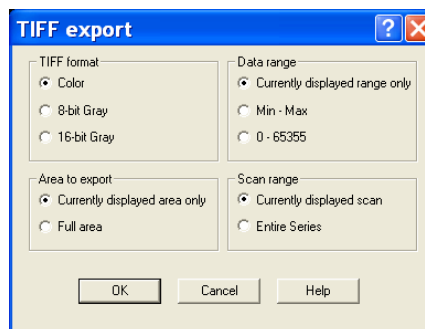 TIFF export
TIFF format
Color
8-bit Gray
16-bit Gray
Data range
Currently displayed range only
Min - Max
0 - 65355
Area to export
Currently displayed area only
Full area
Scan range
Currently displayed scan
Entire Series
OK
Cancel
Help